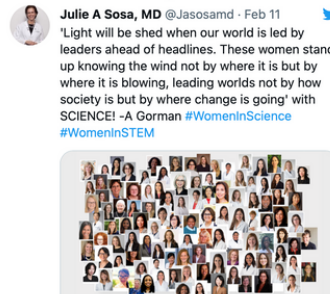 Julie A Sosa, MD @Jasosamd · Feb 11
'Light will be shed when our world is led by
leaders ahead of headlines. These women stand
up knowing the wind not by where it is but by
where it is blowing, leading worlds not by how
society is but by where change is going' with
SCIENCE! -A Gorman #WomenInScience
#WomenInSTEM